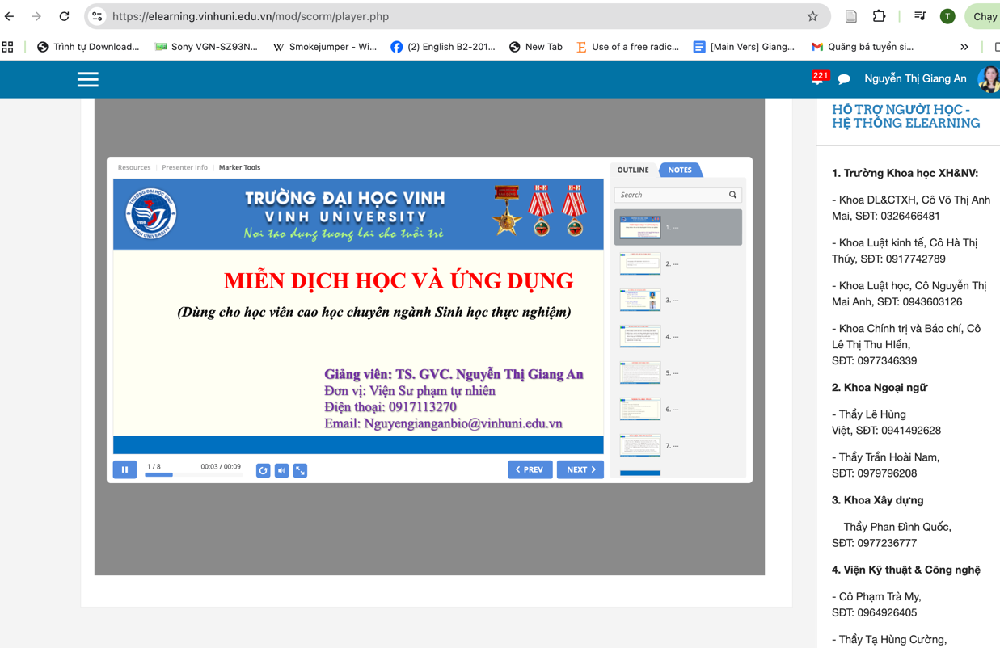 https://elearning.vinhuni.edu.vn/mod/scorm/player.php
T
Chạy
Trình tự Download...
Sony VGN-SZ93N...
W
Smokejumper - Wi...
(2) English B2-201...
New Tab
E
Use of a free radic...
[Main Vers] Giang...
Quãng bá tuyển si...
221
Nguyễn Thị Giang An
HỖ TRỢ NGƯỜI HỌC -
HỆ THỐNG ELEARNING
Resources
Presenter Info
Marker Tools
TRƯỜNG ĐẠI HỌC VINH
VINH UNIVERSITY
Nơi tạo dựng tương lai cho tuổi trẻ
MIỄN DỊCH HỌC VÀ ỨNG DỤNG
(Dùng cho học viên cao học chuyên ngành Sinh học thực nghiệm)
Giảng viên: TS. GVC. Nguyễn Thị Giang An
Đơn vị: Viện Sư phạm tự nhiên
Điện thoại: 0917113270
Email: Nguyengianganbio@vinhuni.edu.vn
1 / 8
00:03 / 00:09
PREV
NEXT
OUTLINE
NOTES
Search
1. ---
2. ---
3. ---
4. ---
5. ---
6. ---
7. ---
1. Trường Khoa học XH&NV:
- Khoa DL&CTXH, Cô Võ Thị Anh
Mai, SĐT: 0326466481
- Khoa Luật kinh tế, Cô Hà Thị
Thúy, SĐT: 0917742789
- Khoa Luật học, Cô Nguyễn Thị
Mai Anh, SĐT: 0943603126
- Khoa Chính trị và Báo chí, Cô
Lê Thị Thu HIền,
SĐT: 0977346339
2. Khoa Ngoại ngữ
- Thầy Lê Hùng
Việt, SĐT: 0941492628
- Thầy Trần Hoài Nam,
SĐT: 0979796208
3. Khoa Xây dựng
Thầy Phan Đình Quốc,
SĐT: 0977236777
4. Viện Kỹ thuật & Công nghệ
- Cô Phạm Trà My,
SĐT: 0964926405
- Thầy Tạ Hùng Cường,